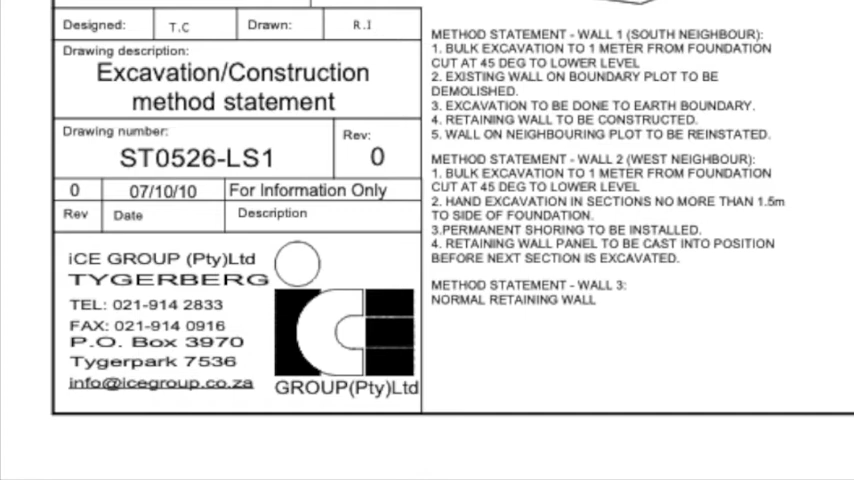 Designed: T.C Drawn: R.I
Drawing description:
Excavation/Construction
method statement
Drawing number: Rev:
ST0526-LS1 0
0 07/10/10 For Information Only
Rev Date Description
iCE GROUP (Pty)Ltd
TYGERBERG
TEL: 021-914 2833
FAX: 021-914 0916
P.O. Box 3970
Tygerpark 7536
info@icegroup.co.za
GROUP(Pty)Ltd
METHOD STATEMENT - WALL 1 (SOUTH NEIGHBOUR):
1. BULK EXCAVATION TO 1 METER FROM FOUNDATION
CUT AT 45 DEG TO LOWER LEVEL
2. EXISTING WALL ON BOUNDARY PLOT TO BE
DEMOLISHED.
3. EXCAVATION TO BE DONE TO EARTH BOUNDARY.
4. RETAINING WALL TO BE CONSTRUCTED.
5. WALL ON NEIGHBOURING PLOT TO BE REINSTATED.
METHOD STATEMENT - WALL 2 (WEST NEIGHBOUR):
1. BULK EXCAVATION TO 1 METER FROM FOUNDATION
CUT AT 45 DEG TO LOWER LEVEL
2. HAND EXCAVATION IN SECTIONS NO MORE THAN 1.5m
TO SIDE OF FOUNDATION.
3.PERMANENT SHORING TO BE INSTALLED.
4. RETAINING WALL PANEL TO BE CAST INTO POSITION
BEFORE NEXT SECTION IS EXCAVATED.
METHOD STATEMENT - WALL 3:
NORMAL RETAINING WALL